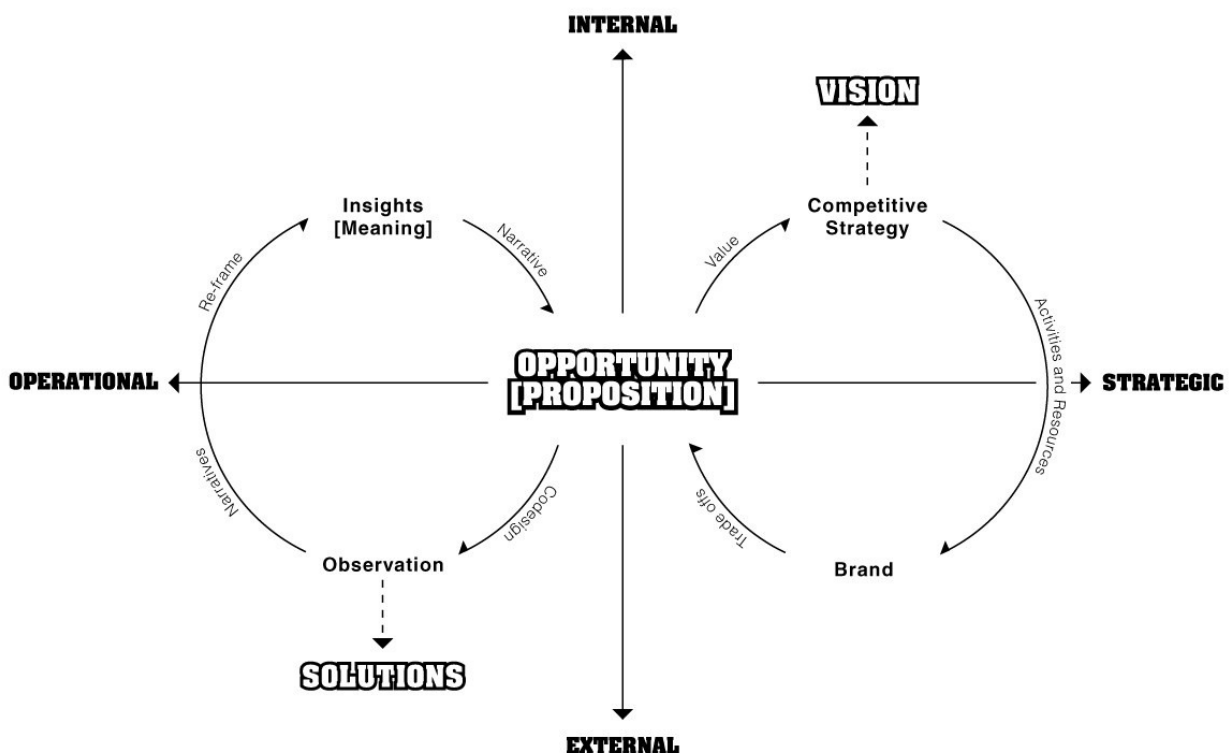 INTERNAL
VISION
Insights
[Meaning]
Competitive
Strategy
Narrative
Value
Re-frame
Activities and Resources
OPPORTUNITY
[PROPOSITION]
OPERATIONAL
STRATEGIC
Narratives
Codesign
Trade offs
Observation
Brand
SOLUTIONS
EXTERNAL